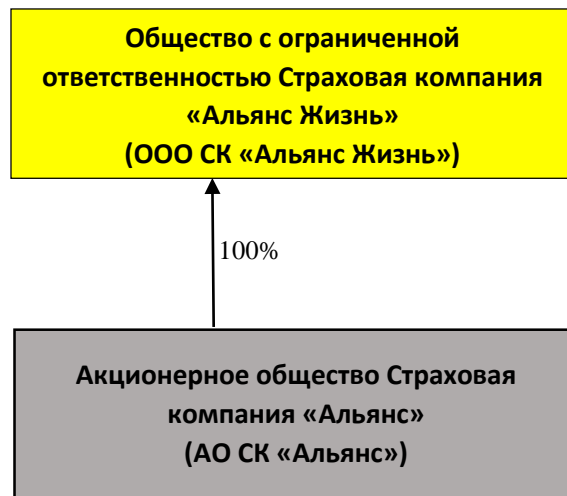 Общество с ограниченной
ответственностью Страховая компания
«Альянс Жизнь»
(ООО СК «Альянс Жизнь»)
100%
Акционерное общество Страховая
компания «Альянс»
(АО СК «Альянс»)